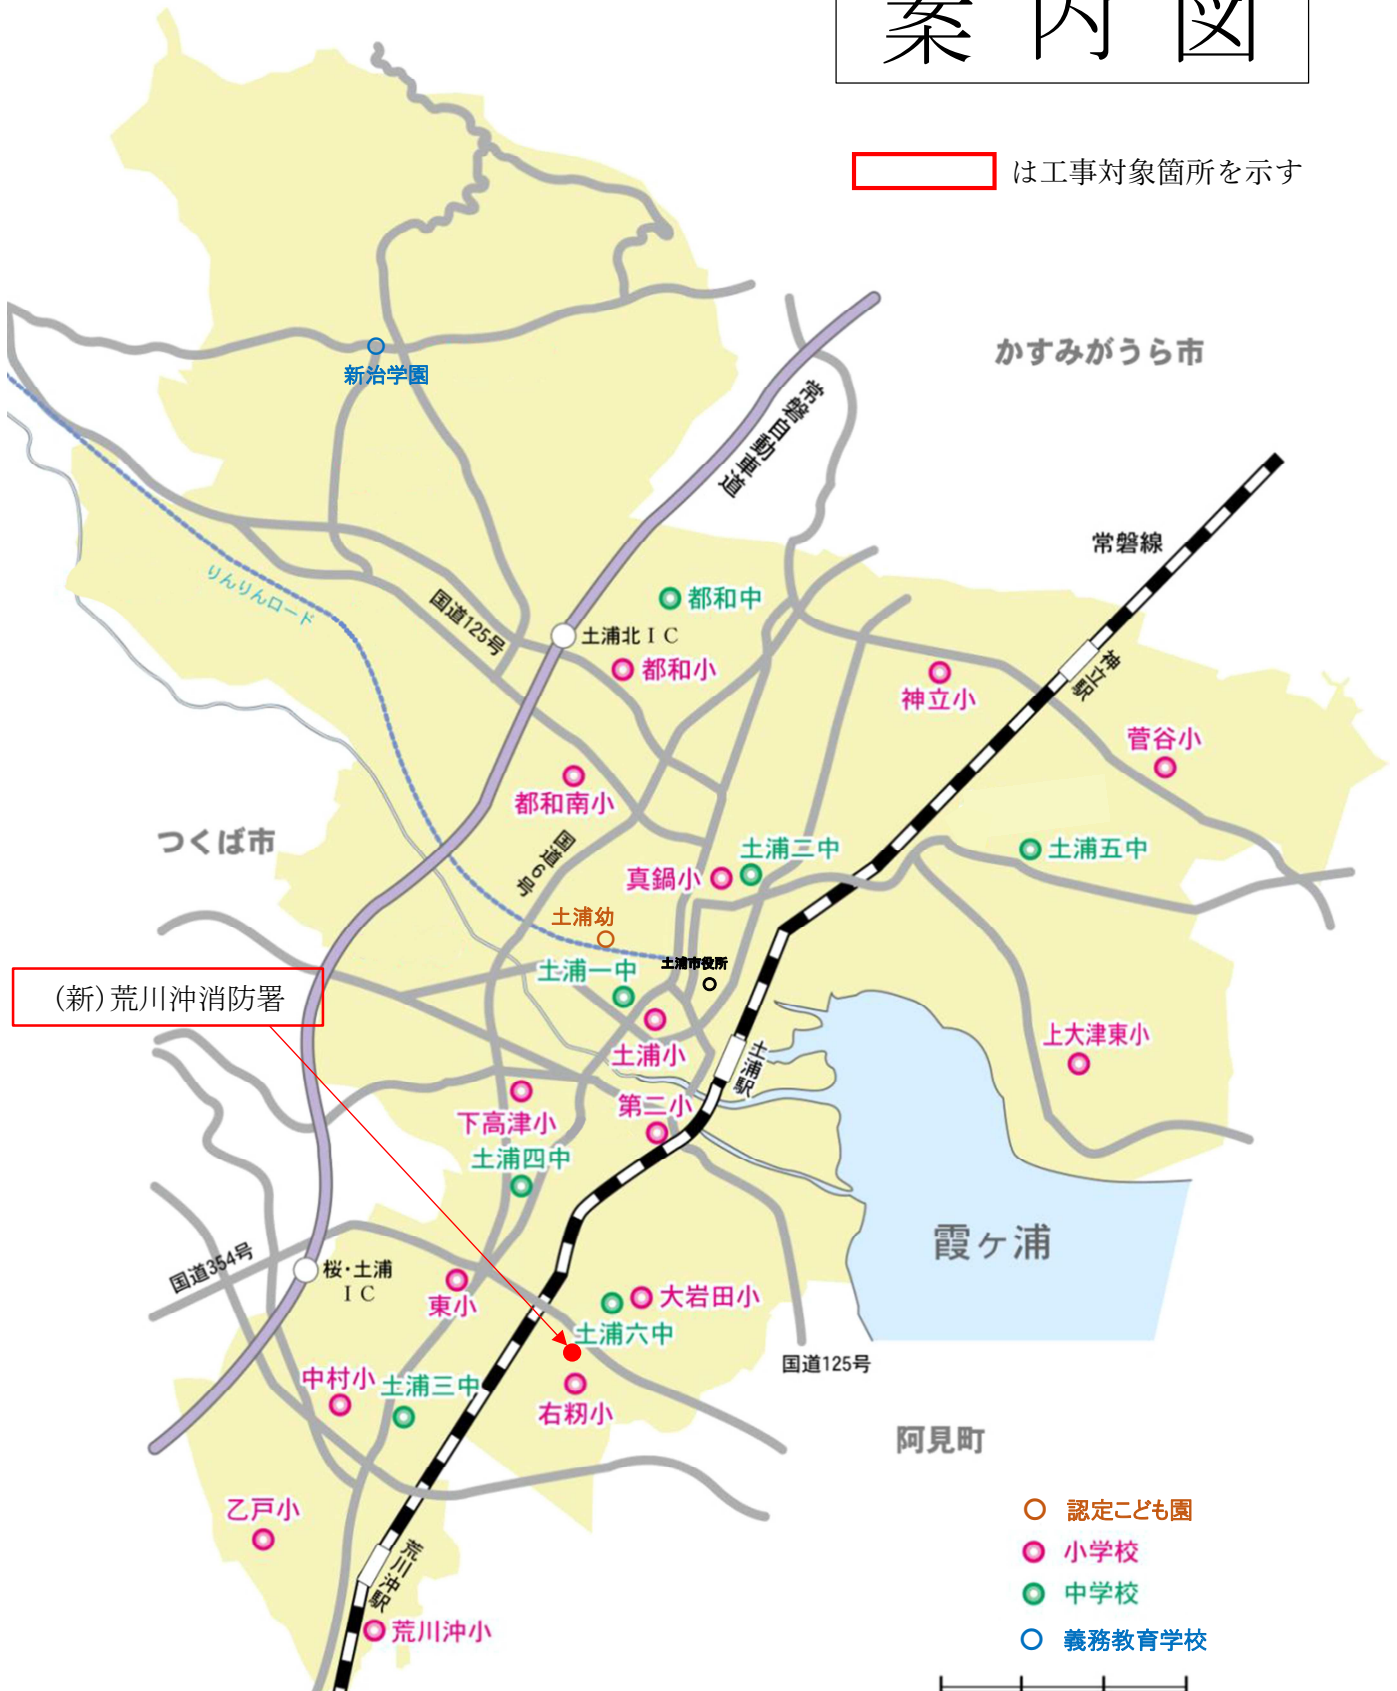 案内図
は工事対象箇所を示す
かすみがうら市
新治学園
常磐自動車道
常磐線
りんりんロード
国道125号
都和中
土浦北ＩＣ
都和小
神立駅
神立小
菅谷小
都和南小
つくば市
国道6号
土浦二中
土浦五中
真鍋小
土浦幼
土浦市役所
土浦一中
(新)荒川沖消防署
土浦小
土浦駅
上大津東小
第二小
下高津小
土浦四中
霞ヶ浦
国道354号
桜・土浦
ＩＣ
東小
大岩田小
土浦六中
国道125号
中村小
土浦三中
右籾小
阿見町
乙戸小
荒川沖駅
荒川沖小
認定こども園
小学校
中学校
義務教育学校